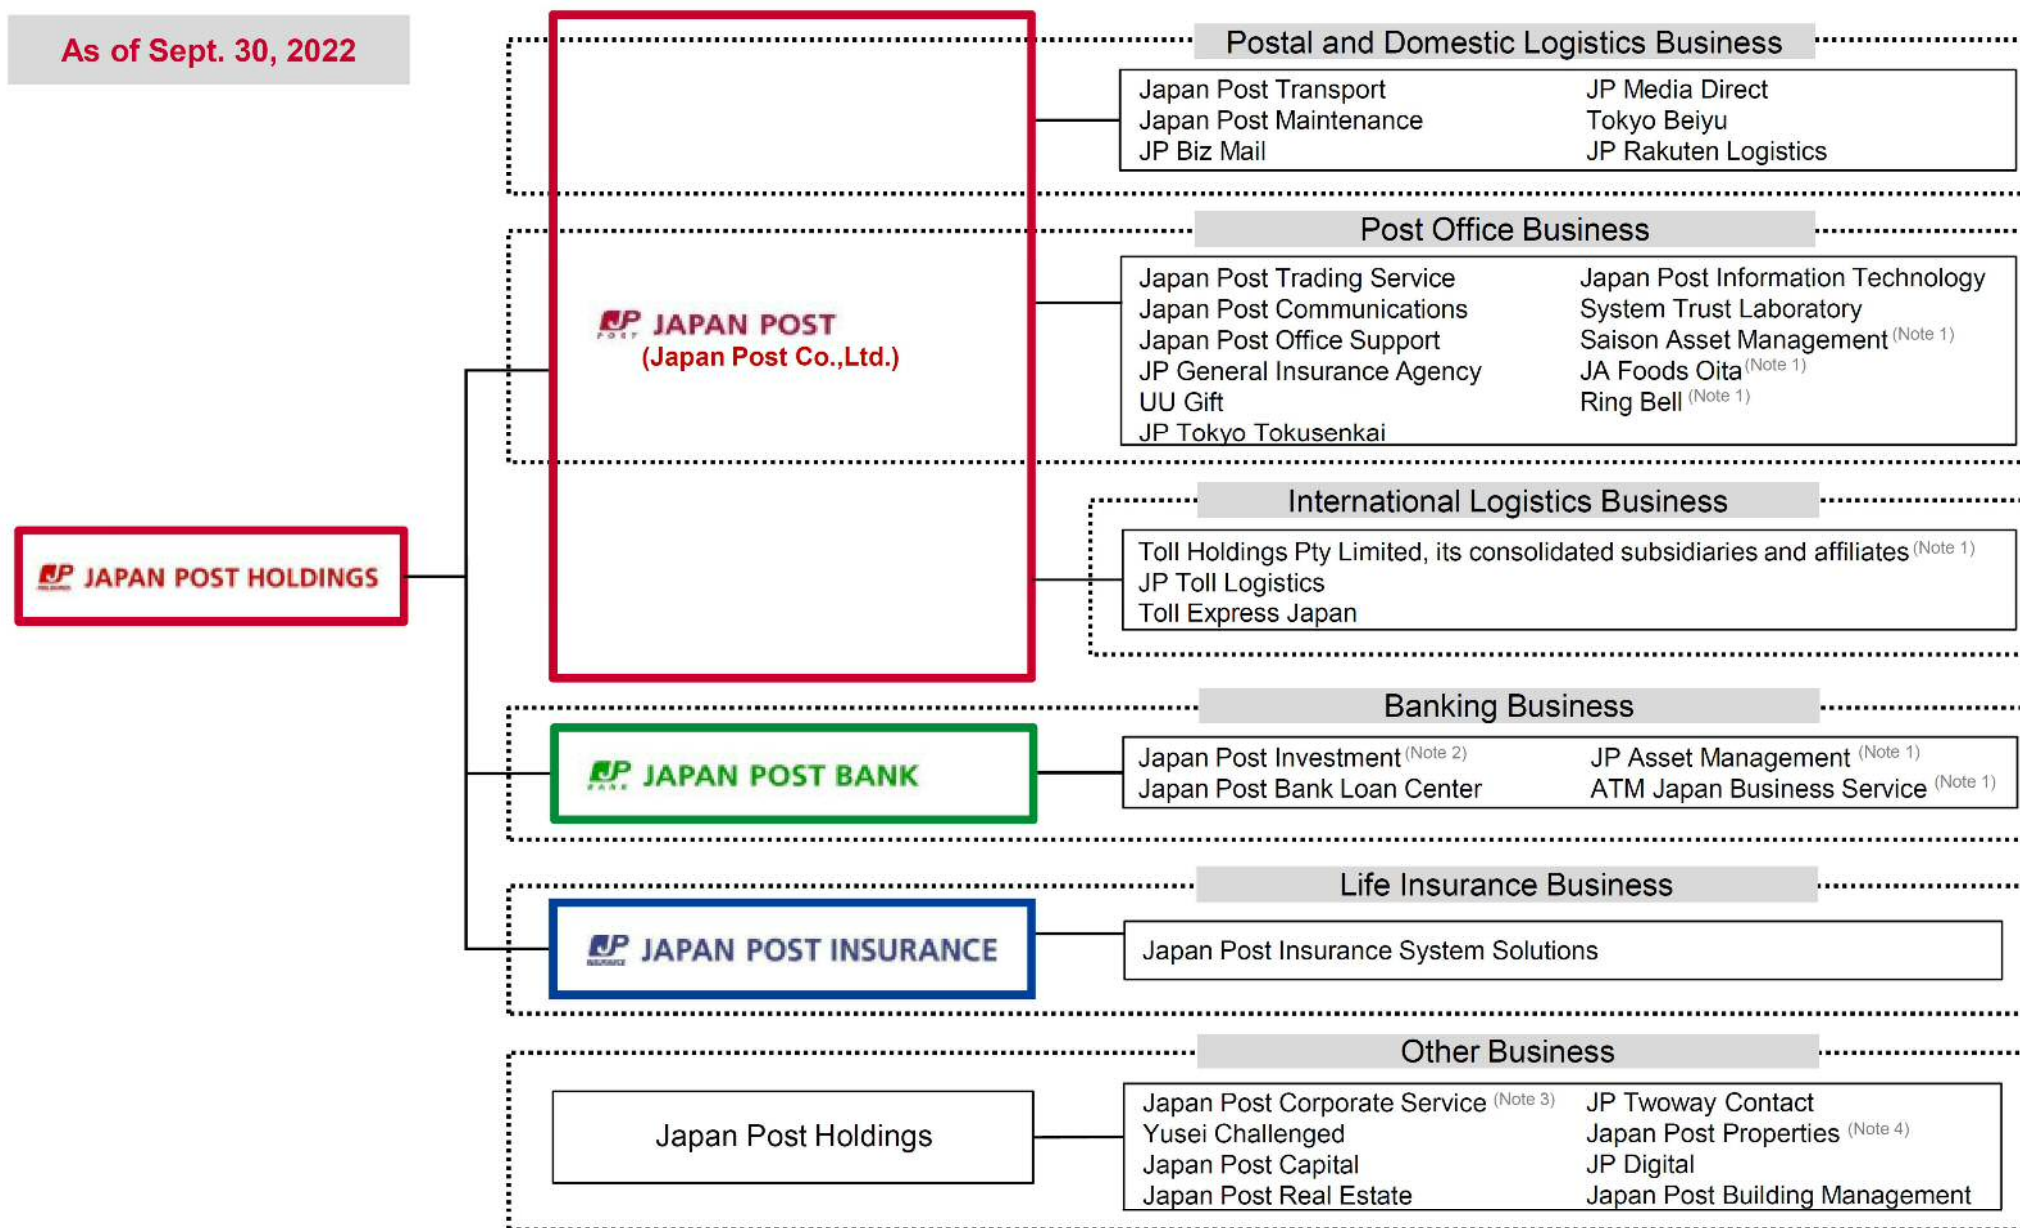 As of Sept. 30, 2022
Postal and Domestic Logistics Business
Japan Post Transport
Japan Post Maintenance
JP Biz Mail
JP Media Direct
Tokyo Beiyu
JP Rakuten Logistics
Post Office Business
JP POST JAPAN POST
(Japan Post Co.,Ltd.)
Japan Post Trading Service
Japan Post Communications
Japan Post Office Support
JP General Insurance Agency
UU Gift
JP Tokyo Tokusenkai
Japan Post Information Technology
System Trust Laboratory
Saison Asset Management (Note 1)
JA Foods Oita (Note 1)
Ring Bell (Note 1)
International Logistics Business
Toll Holdings Pty Limited, its consolidated subsidiaries and affiliates (Note 1)
JP Toll Logistics
Toll Express Japan
JP JAPAN POST HOLDINGS
Banking Business
JP BANK JAPAN POST BANK
Japan Post Investment (Note 2)
Japan Post Bank Loan Center
JP Asset Management (Note 1)
ATM Japan Business Service (Note 1)
Life Insurance Business
JP INSURANCE JAPAN POST INSURANCE
Japan Post Insurance System Solutions
Other Business
Japan Post Holdings
Japan Post Corporate Service (Note 3)
Yusei Challenged
Japan Post Capital
Japan Post Real Estate
JP Twoway Contact
Japan Post Properties (Note 4)
JP Digital
Japan Post Building Management